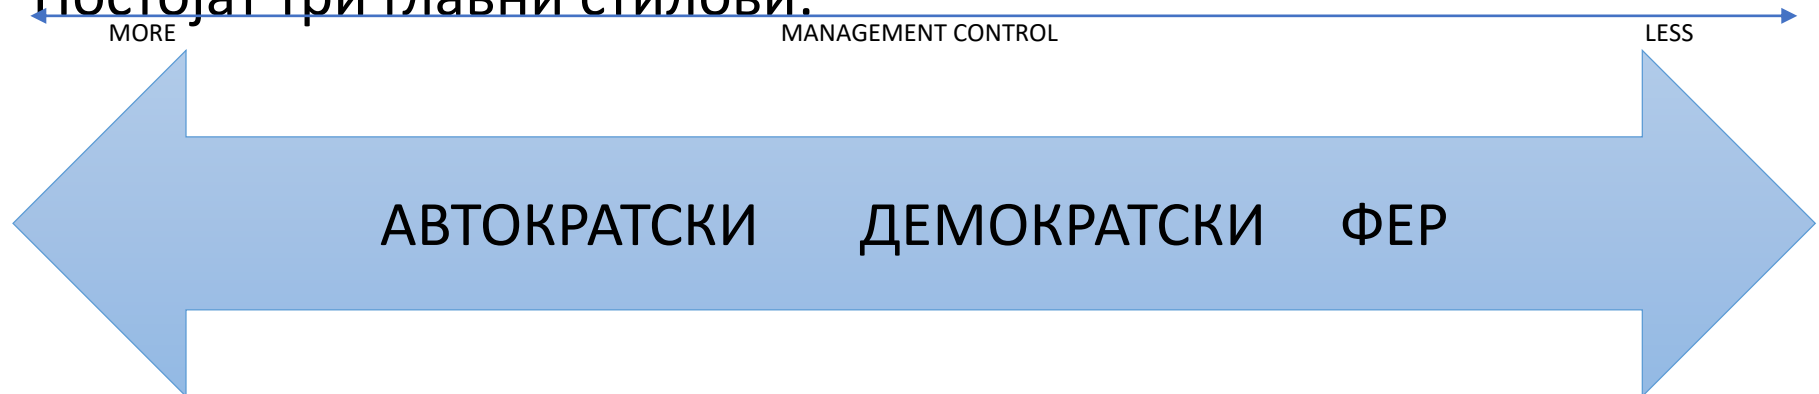 Постојат три главни стилови:
MORE MANAGEMENT CONTROL LESS
АВТОКРАТСКИ ДЕМОКРАТСКИ ФЕР